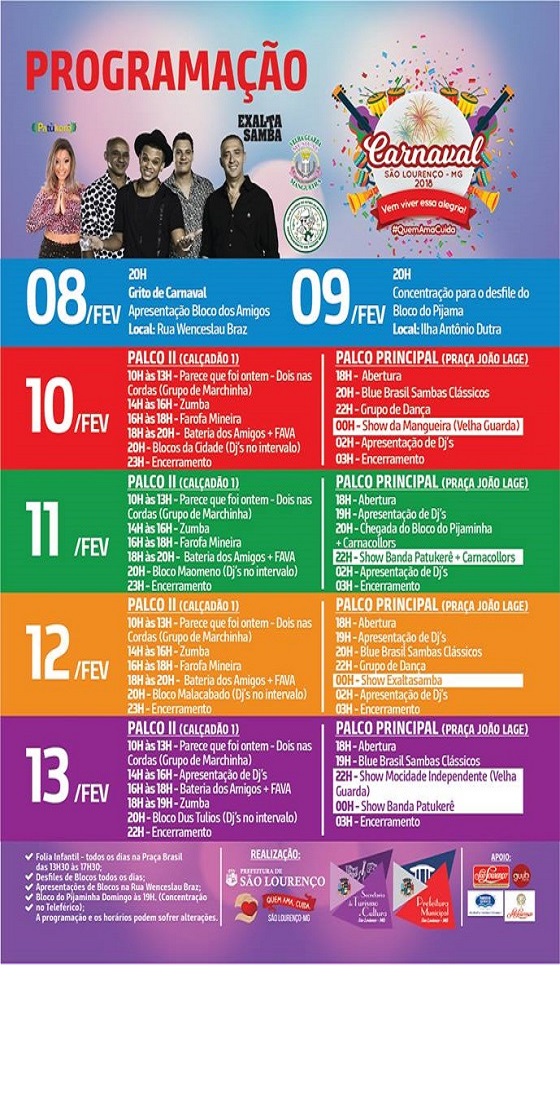 PROGRAMAÇÃO
Patukerê
EXALTA
SAMBA
VELHA GUARDA
MANGUEIRA
Carnaval
SÃO LOURENÇO - MG
2018
Vem viver essa alegria!
#QuemAmaCuida
08/FEV
20H
Grito de Carnaval
Apresentação Bloco dos Amigos
Local: Rua Wenceslau Braz
09/FEV
20H
Concentração para o desfile do
Bloco do Pijama
Local: Ilha Antônio Dutra
10/FEV
PALCO II (CALÇADÃO 1)
10H às 13H - Parece que foi ontem - Dois nas
Cordas (Grupo de Marchinha)
14H às 16H - Zumba
16H às 18H - Farofa Mineira
18H às 20H - Bateria dos Amigos + FAVA
20H - Blocos da Cidade (Dj's no intervalo)
23H - Encerramento
PALCO PRINCIPAL (PRAÇA JOÃO LAGE)
18H - Abertura
20H - Blue Brasil Sambas Clássicos
22H - Grupo de Dança
00H - Show da Mangueira (Velha Guarda)
02H - Apresentação de Dj's
03H - Encerramento
11 /FEV
PALCO II (CALÇADÃO 1)
10H às 13H - Parece que foi ontem - Dois nas
Cordas (Grupo de Marchinha)
14H às 16H - Zumba
16H às 18H - Farofa Mineira
18H às 20H - Bateria dos Amigos + FAVA
20H - Bloco Maomeno (Dj's no intervalo)
23H - Encerramento
PALCO PRINCIPAL (PRAÇA JOÃO LAGE)
18H - Abertura
19H - Apresentação de Dj's
20H - Chegada do Bloco do Pijaminha
+ Carnacollors
22H - Show Banda Patukerê + Carnacollors
02H - Apresentação de Dj's
03H - Encerramento
12 /FEV
PALCO II (CALÇADÃO 1)
10H às 13H - Parece que foi ontem - Dois nas
Cordas (Grupo de Marchinha)
14H às 16H - Zumba
16H às 18H - Farofa Mineira
18H às 20H - Bateria dos Amigos + FAVA
20H - Bloco Malacabado (Dj's no intervalo)
23H - Encerramento
PALCO PRINCIPAL (PRAÇA JOÃO LAGE)
18H - Abertura
19H - Apresentação de Dj's
20H - Blue Brasil Sambas Clássicos
22H - Grupo de Dança
00H - Show Exaltasamba
02H - Apresentação de Dj's
03H - Encerramento
13 /FEV
PALCO II (CALÇADÃO 1)
10H às 13H - Parece que foi ontem - Dois nas
Cordas (Grupo de Marchinha)
14H às 16H - Apresentação de Dj's
16H às 18H - Bateria dos Amigos + FAVA
18H às 19H - Zumba
20H - Bloco Dus Tulios (Dj's no intervalo)
22H - Encerramento
PALCO PRINCIPAL (PRAÇA JOÃO LAGE)
18H - Abertura
19H - Blue Brasil Sambas Clássicos
22H - Show Mocidade Independente (Velha
Guarda)
00H - Show Banda Patukerê
03H - Encerramento
Folia Infantil - todos os dias na Praça Brasil
das 13H30 às 17H30;
Desfiles de Blocos todos os dias;
Apresentações de Blocos na Rua Wenceslau Braz;
Bloco do Pijaminha Domingo às 19H. (Concentração
no Teleférico);
A programação e os horários podem sofrer alterações.
REALIZAÇÃO:
PREFEITURA DE
SÃO LOURENÇO
QUEM AMA, CUIDA.
SÃO LOURENÇO-MG
Secretaria
de Turismo
e Cultura
São Lourenço - MG
Prefeitura
Municipal
São Lourenço - MG
APOIO:
São Lourenço